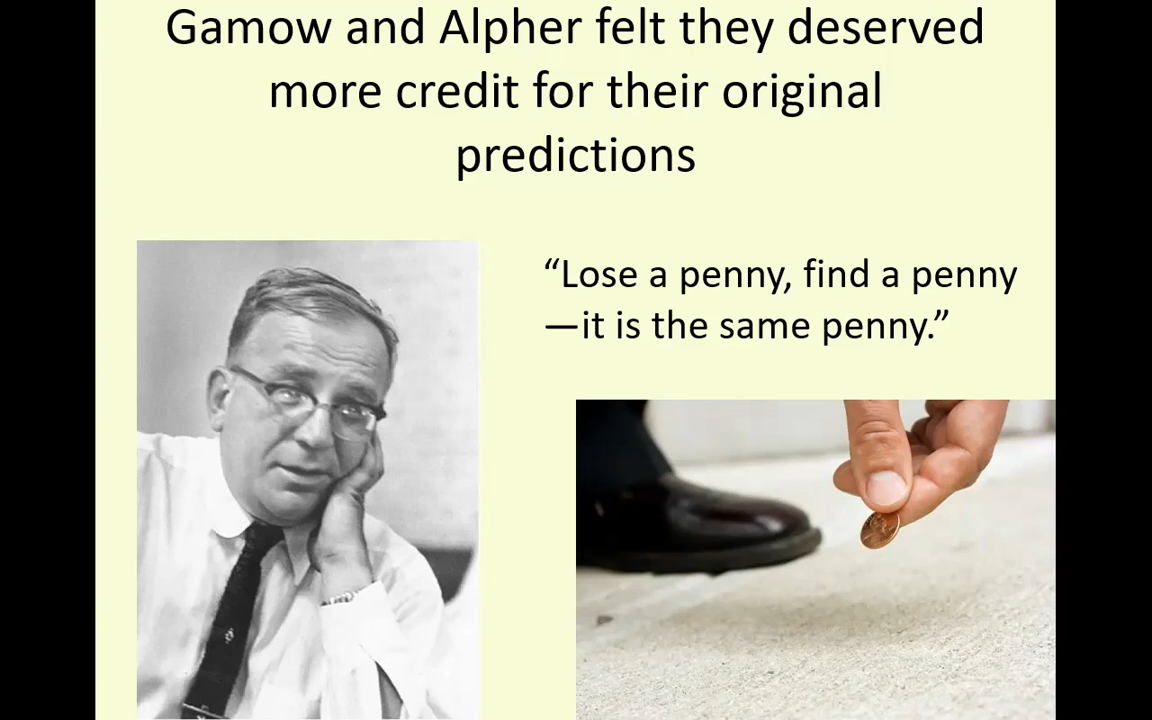 Gamow and Alpher felt they deserved
more credit for their original
predictions
“Lose a penny, find a penny
—it is the same penny.”